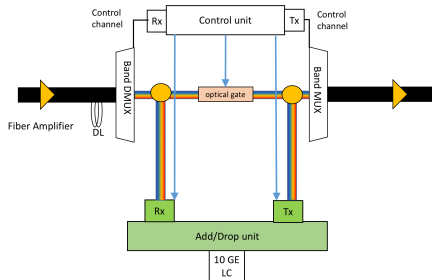 Control
channel
Rx
Control unit
Tx
Control
channel
Band DMUX
optical gate
Band MUX
Fiber Amplifier
DL
Rx
Tx
Add/Drop unit
10 GE
LC